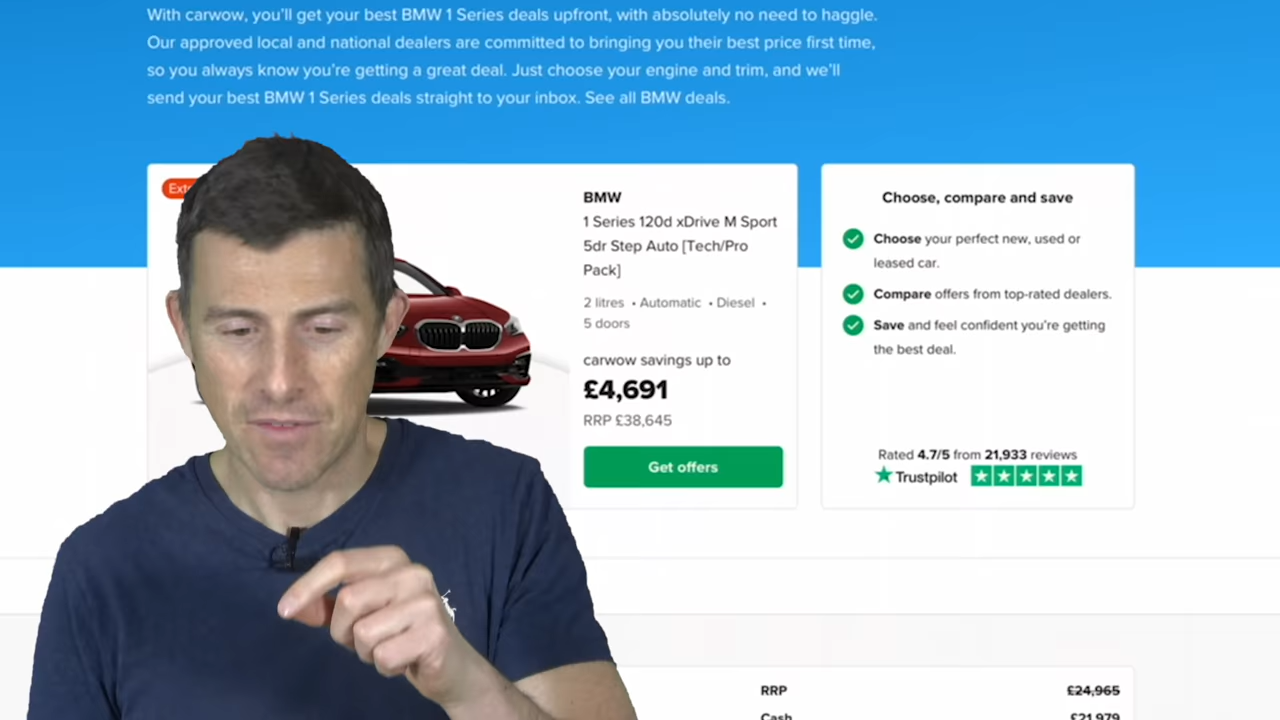 With carwow, you'll get your best BMW 1 Series deals upfront, with absolutely no need to haggle.
Our approved local and national dealers are committed to bringing you their best price first time,
so you always know you're getting a great deal. Just choose your engine and trim, and we'll
send your best BMW 1 Series deals straight to your inbox. See all BMW deals.
BMW
1 Series 120d xDrive M Sport
5dr Step Auto [Tech/Pro
Pack]
2 litres • Automatic • Diesel •
5 doors
carwow savings up to
£4,691
RRP £38,645
Get offers
Choose, compare and save
Choose your perfect new, used or
leased car.
Compare offers from top-rated dealers.
Save and feel confident you're getting
the best deal.
Rated 4.7/5 from 21,933 reviews
Trustpilot
RRP £24,965
Cash £21,979